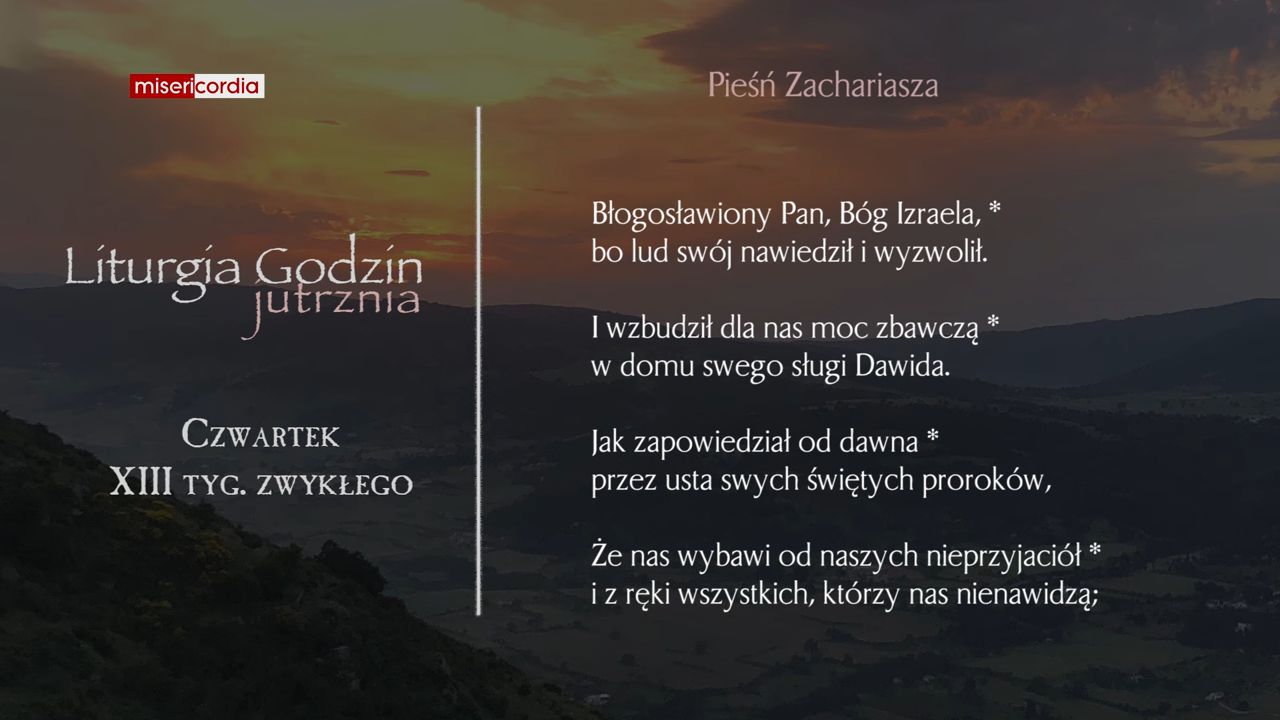 misericordia
Liturgia Godzin
jutrznia
Czwartek
XIII tyg. zwykłego
Pieśń Zachariasza
Błogosławiony Pan, Bóg Izraela, *
bo lud swój nawiedził i wyzwolił.
I wzbudził dla nas moc zbawczą *
w domu swego sługi Dawida.
Jak zapowiedział od dawna *
przez usta swych świętych proroków,
Że nas wybawi od naszych nieprzyjaciół *
i z ręki wszystkich, którzy nas nienawidzą;